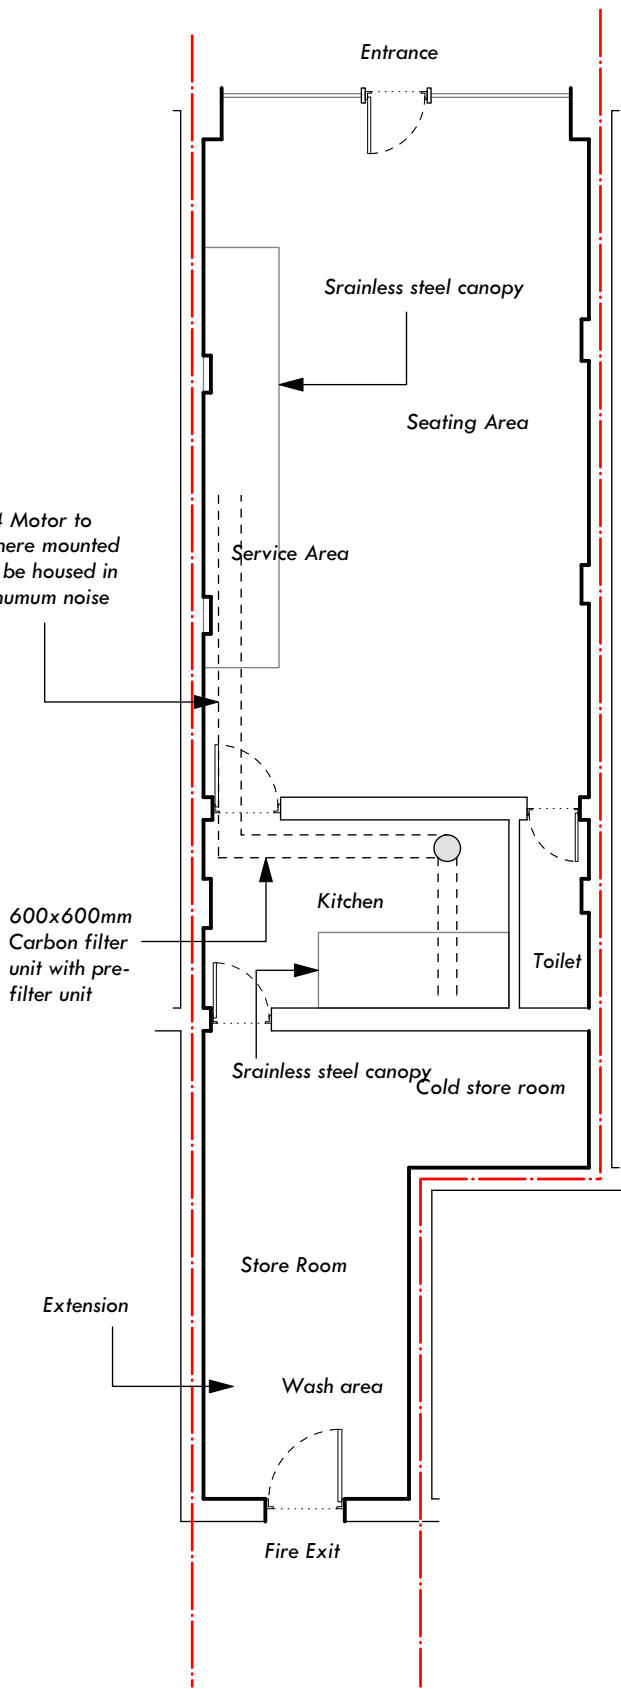 Entrance
Srainless steel canopy
Seating Area
Motor to
mounted
Service Area
be housed in
noise
600x600mm
Carbon filter
unit with pre-
filter unit
Kitchen
Toilet
Srainless steel canopy
Cold store room
Store Room
Extension
Wash area
Fire Exit